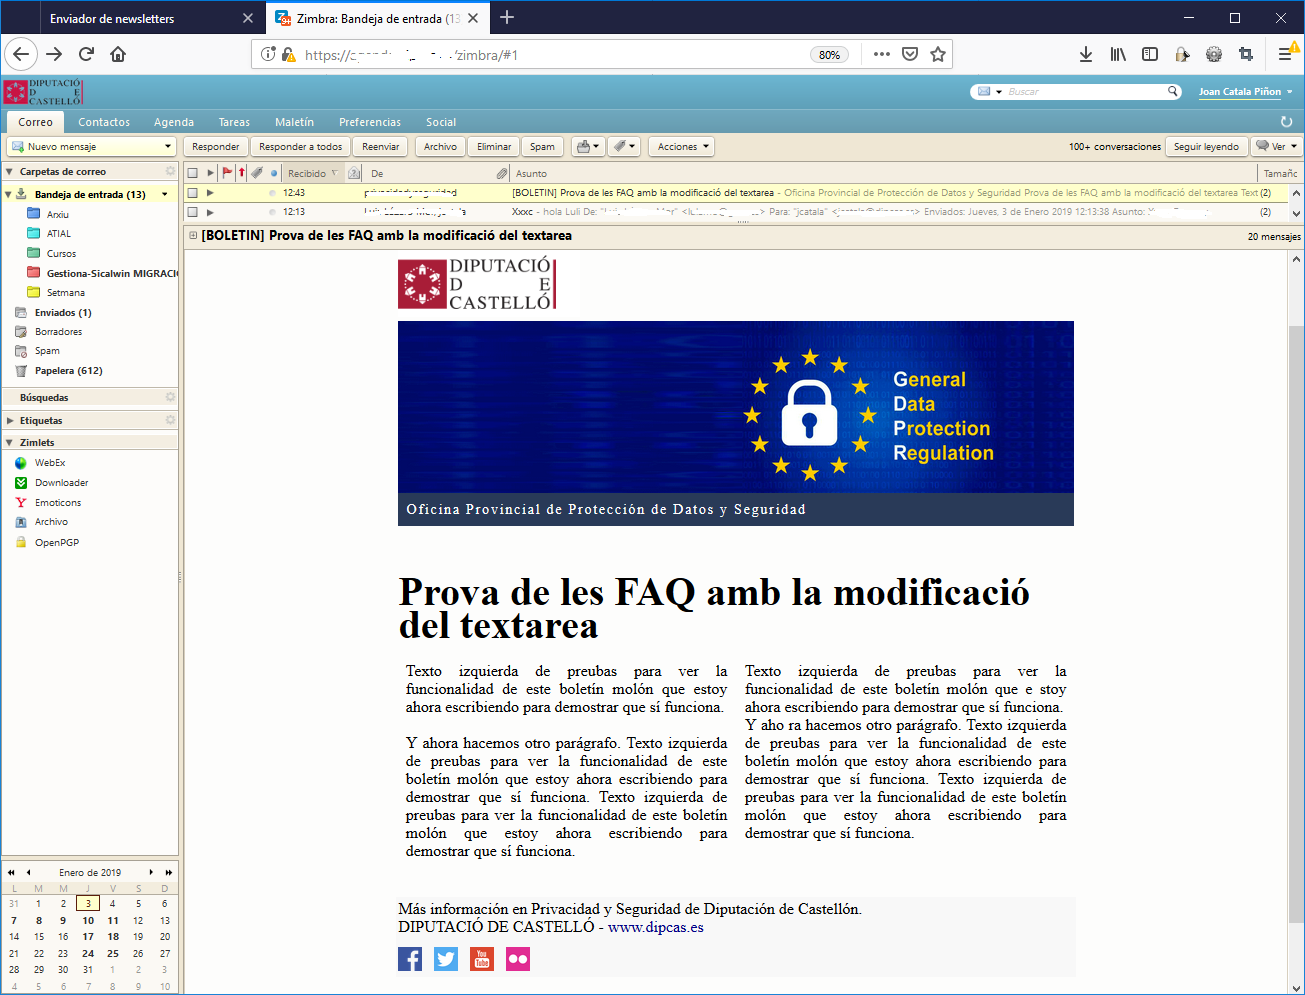 Enviador de newsletters
Zimbra: Bandeja de entrada (13
/zimbra/#1
80%
DIPUTACIÓ
D E
CASTELLÓ
Buscar
Joan Catala Piñon
Correo Contactos Agenda Tareas Maletín Preferencias Social
Nuevo mensaje
Responder Responder a todos Reenviar Archivo Eliminar Spam Acciones
100+ conversaciones Seguir leyendo Ver
Carpetas de correo
Recibido De Asunto Tamañc
Bandeja de entrada (13)
12:43 [BOLETIN] Prova de les FAQ amb la modificació del textarea - Oficina Provincial de Protección de Datos y Seguridad Prova de les FAQ amb la modificació del textarea Text (2)
12:13 Xxxc - hola Luli De: Para: "jcatala" Enviados: Jueves, 3 de Enero 2019 12:13:38 Asunto: (2)
Arxiu
ATIAL
Cursos
Gestiona-Sicalwin MIGRACI
Setmana
Enviados (1)
Borradores
Spam
Papelera (612)
Búsquedas
Etiquetas
Zimlets
WebEx
Downloader
Emoticons
Archivo
OpenPGP
Enero de 2019
L M M J V S D
31 1 2 3 4 5 6
7 8 9 10 11 12 13
14 15 16 17 18 19 20
21 22 23 24 25 26 27
28 29 30 31 1 2 3
4 5 6 7 8 9 10
[BOLETIN] Prova de les FAQ amb la modificació del textarea
20 mensajes
DIPUTACIÓ
D E
CASTELLÓ
General
Data
Protection
Regulation
Oficina Provincial de Protección de Datos y Seguridad
Prova de les FAQ amb la modificació
del textarea
Texto izquierda de preubas para ver la
funcionalidad de este boletín molón que estoy
ahora escribiendo para demostrar que sí funciona.
Y ahora hacemos otro parágrafo. Texto izquierda
de preubas para ver la funcionalidad de este
boletín molón que estoy ahora escribiendo para
demostrar que sí funciona. Texto izquierda de
preubas para ver la funcionalidad de este boletín
molón que estoy ahora escribiendo para
demostrar que sí funciona.
Texto izquierda de preubas para ver la
funcionalidad de este boletín molón que e stoy
ahora escribiendo para demostrar que sí funciona.
Y aho ra hacemos otro parágrafo. Texto izquierda
de preubas para ver la funcionalidad de este
boletín molón que estoy ahora escribiendo para
demostrar que sí funciona. Texto izquierda de
preubas para ver la funcionalidad de este boletín
molón que estoy ahora escribiendo para
demostrar que sí funciona.
Más información en Privacidad y Seguridad de Diputación de Castellón.
DIPUTACIÓ DE CASTELLÓ - www.dipcas.es
You
Tube